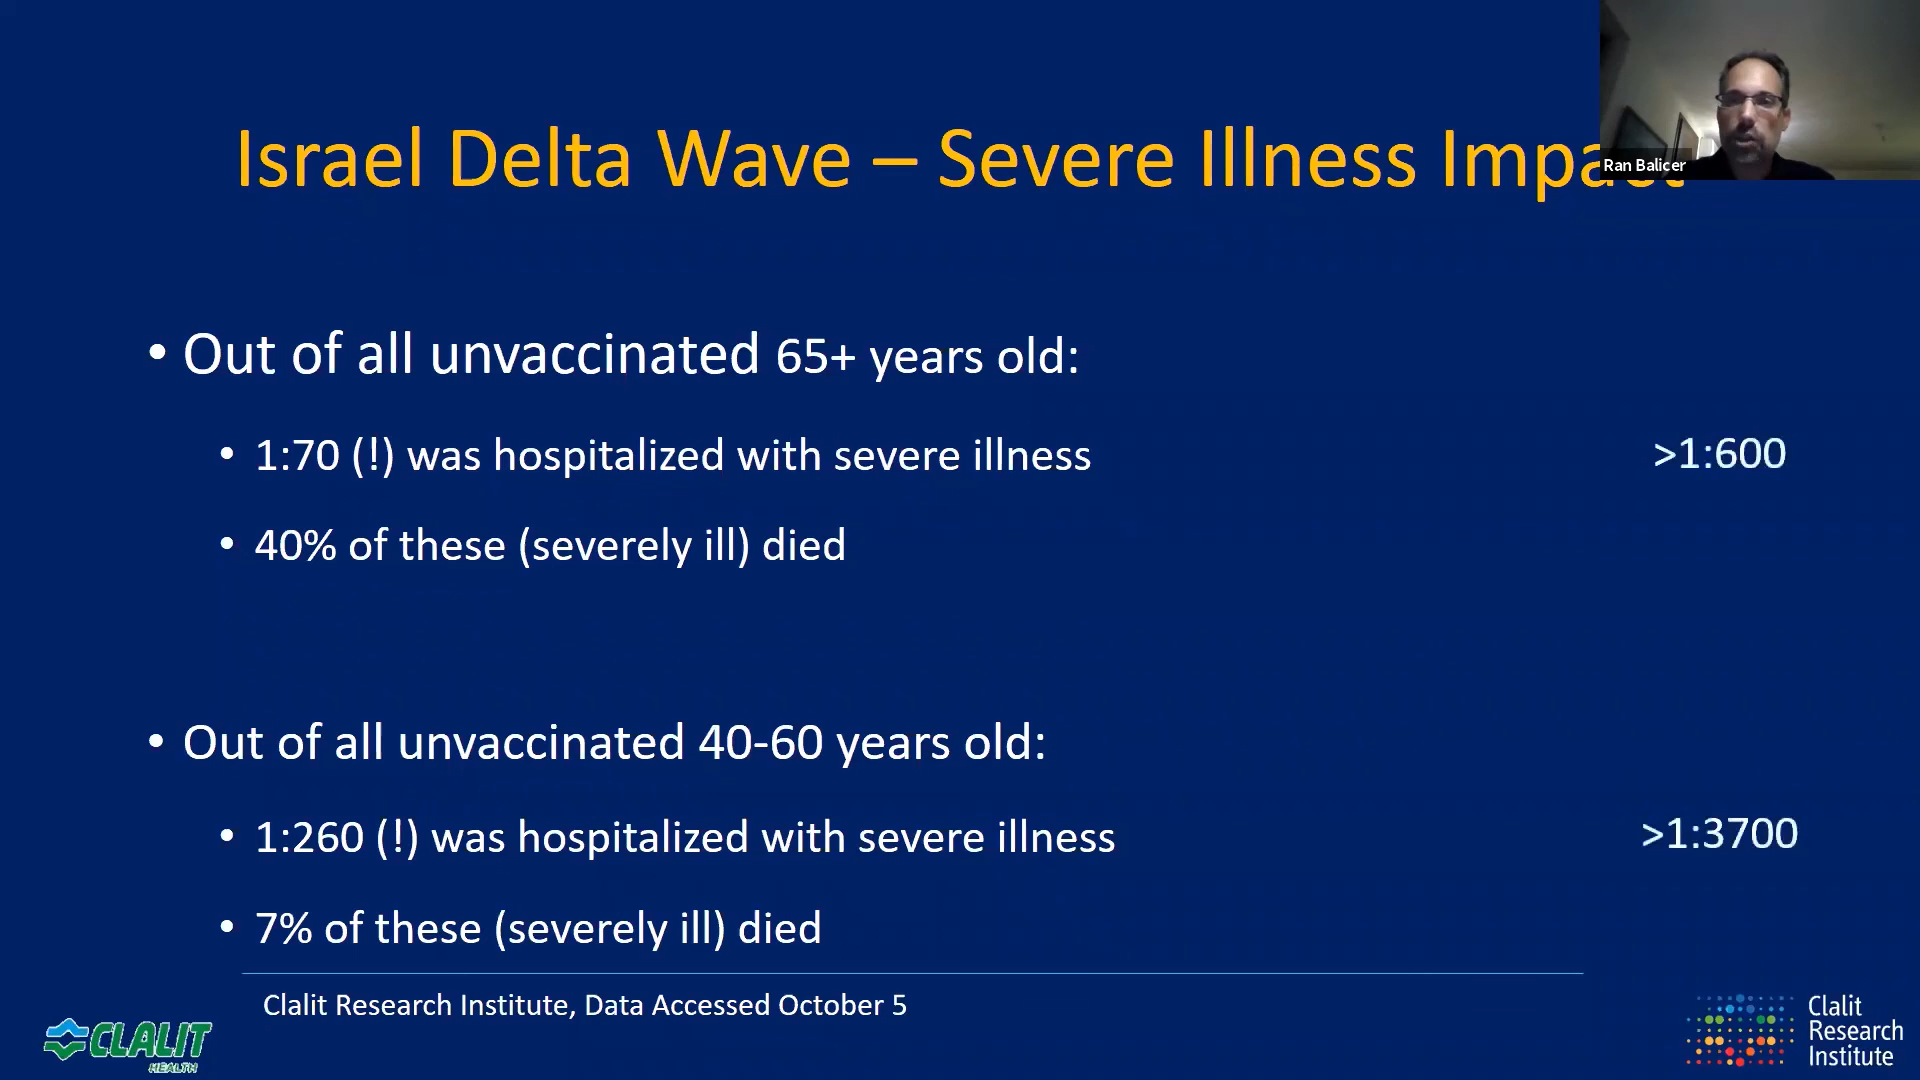 Israel Delta Wave – Severe Illness Impact
Ran Balicer
• Out of all unvaccinated 65+ years old:
• 1:70 (!) was hospitalized with severe illness
>1:600
• 40% of these (severely ill) died
• Out of all unvaccinated 40-60 years old:
• 1:260 (!) was hospitalized with severe illness
>1:3700
• 7% of these (severely ill) died
Clalit Research Institute, Data Accessed October 5
CLALIT
HEALTH
Clalit
Research
Institute